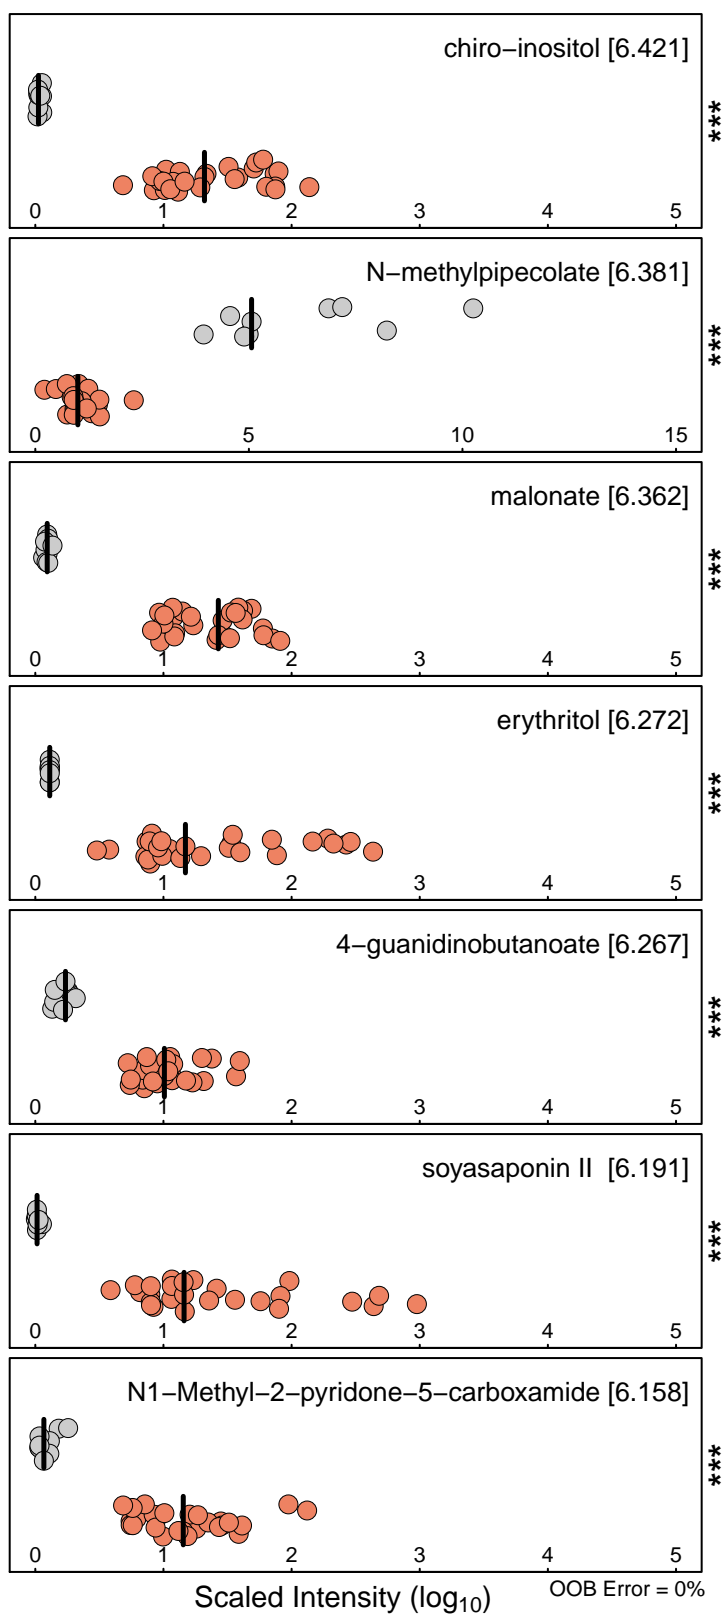 chiro−inositol [6.421]
***
0 1 2 3 4 5
N−methylpipecolate [6.381]
***
0 5 10 15
malonate [6.362]
***
0 1 2 3 4 5
erythritol [6.272]
***
0 1 2 3 4 5
4−guanidinobutanoate [6.267]
***
0 1 2 3 4 5
soyasaponin II [6.191]
***
0 1 2 3 4 5
N1−Methyl−2−pyridone−5−carboxamide [6.158]
***
0 1 2 3 4 5
Scaled Intensity (log₁₀)
OOB Error = 0%